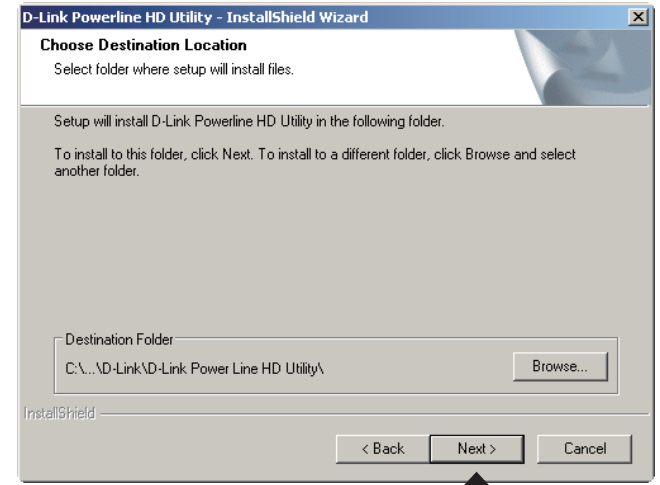 D-Link Powerline HD Utility - InstallShield Wizard
Choose Destination Location
Select folder where setup will install files.
Setup will install D-Link Powerline HD Utility in the following folder.
To install to this folder, click Next. To install to a different folder, click Browse and select
another folder.
Destination Folder
C:\...\D-Link\D-Link Power Line HD Utility\
Browse...
InstallShield
< Back
Next >
Cancel